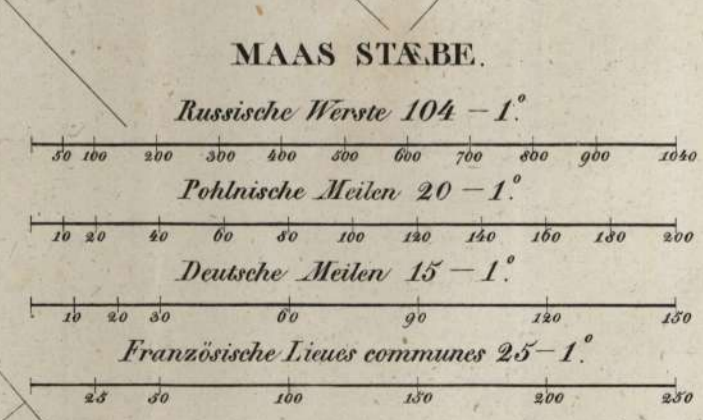 MAAS STÆBE.
Russische Werste 104 — 1.°
50 100 200 300 400 500 600 700 800 900 1040
Pohlnische Meilen 20 — 1.°
10 20 40 60 80 100 120 140 160 180 200
Deutsche Meilen 15 — 1.°
10 20 30 60 90 120 150
Französische Lieues communes 25 — 1.°
25 50 100 150 200 250